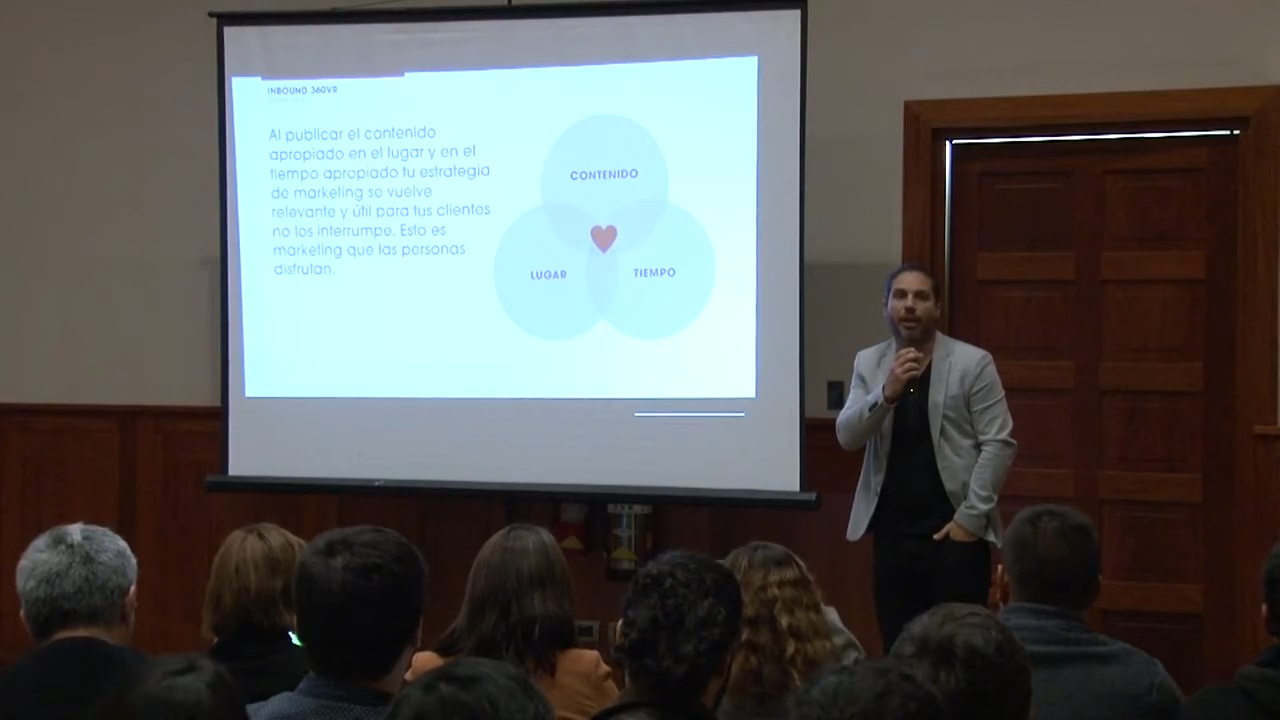 INBOUND 360VR
Al publicar el contenido
apropiado en el lugar y en el
tiempo apropiado tu estrategia
de marketing se vuelve
relevante y útil para tus clientes
no los interrumpe. Esto es
marketing que las personas
disfrutan.
CONTENIDO
LUGAR
TIEMPO